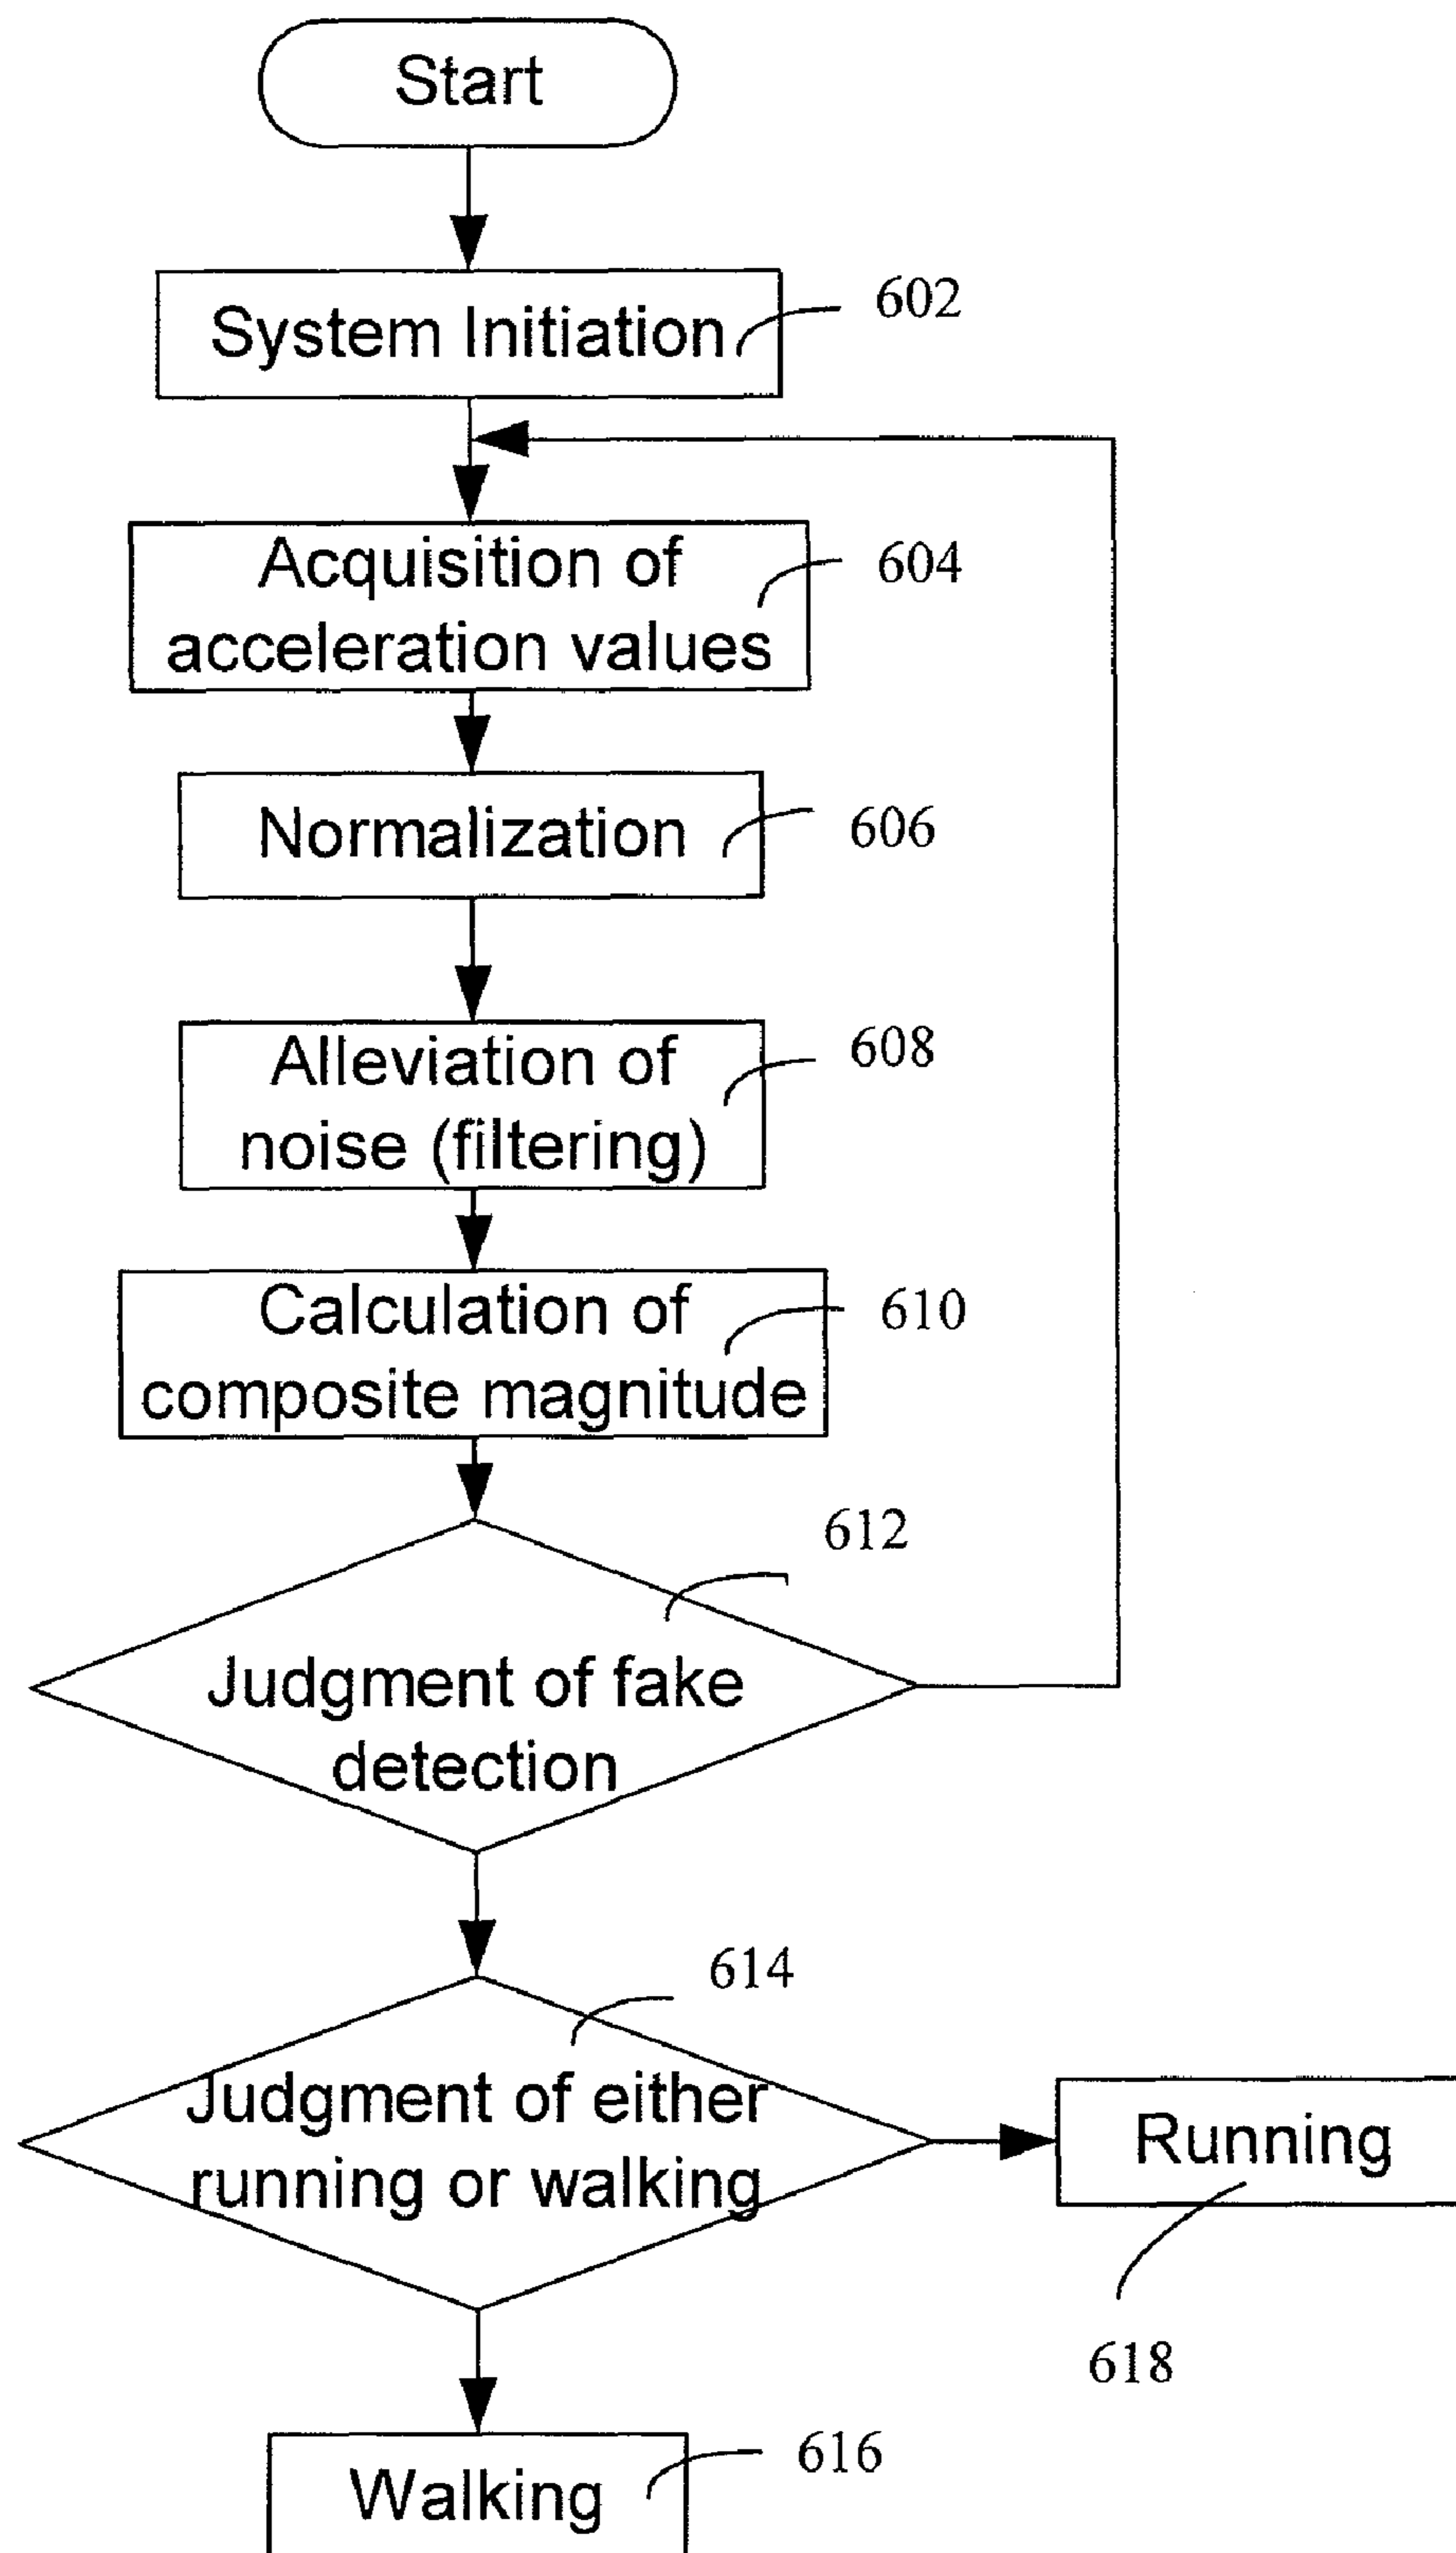 Start
System Initiation
602
Acquisition of
acceleration values
604
Normalization
606
Alleviation of
noise (filtering)
608
Calculation of
composite magnitude
610
612
Judgment of fake
detection
614
Judgment of either
running or walking
Running
618
Walking
616